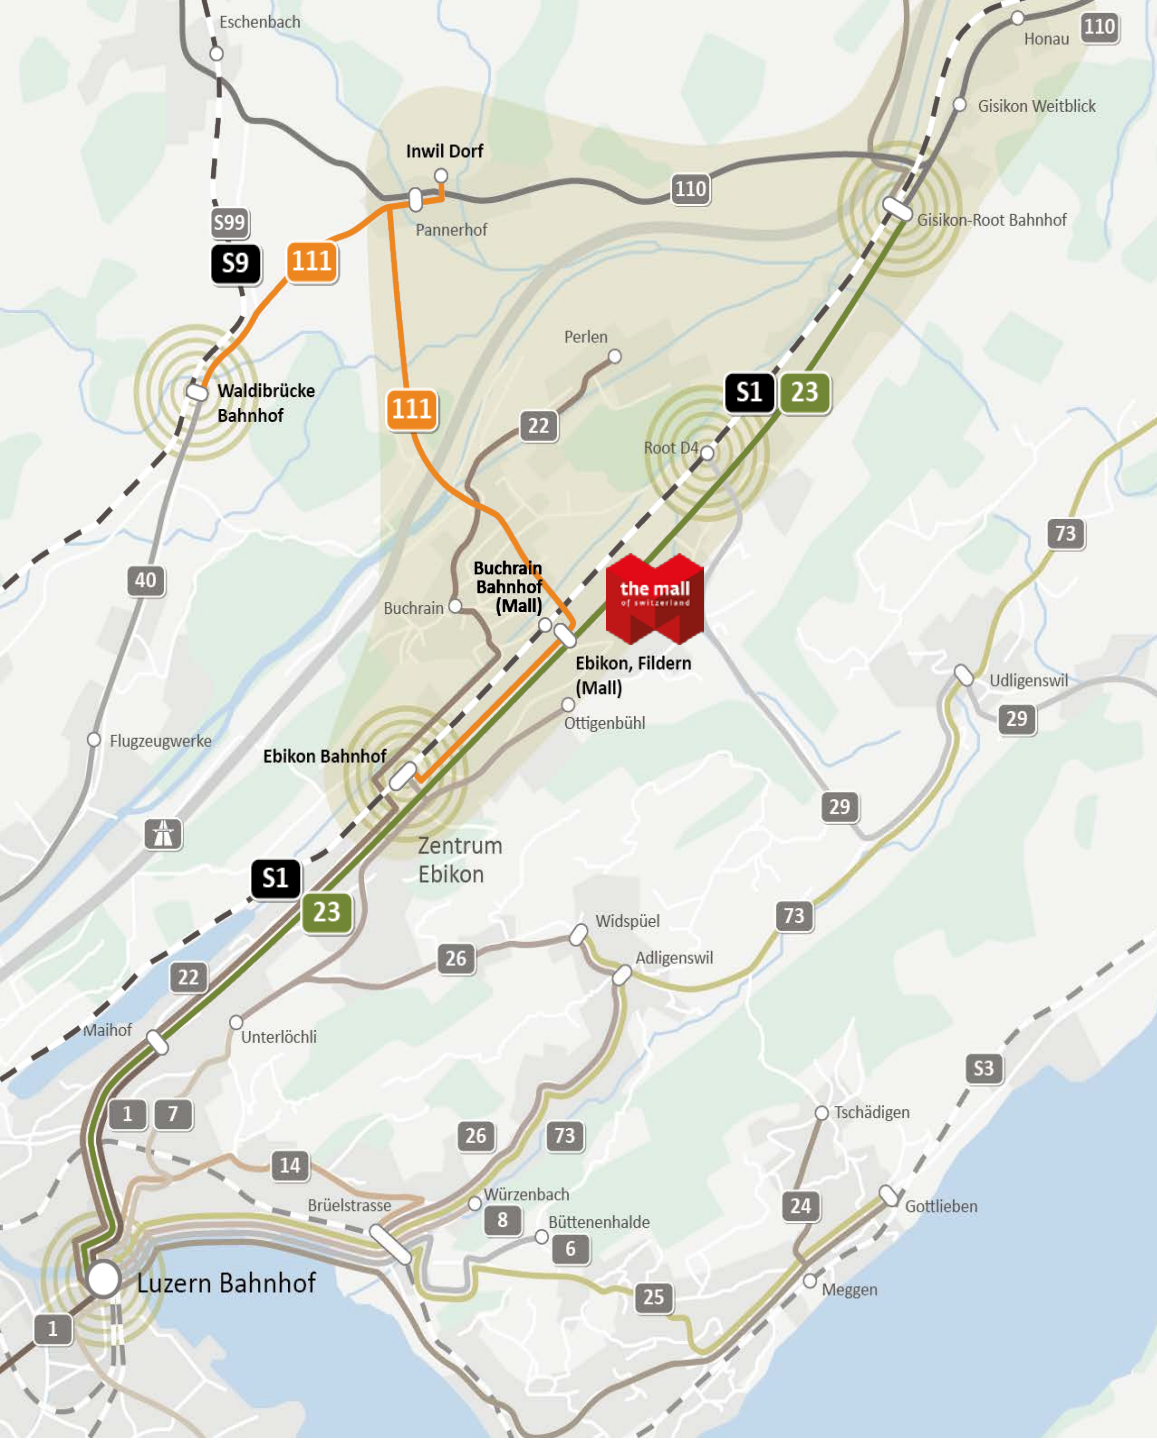 Eschenbach
Honau
110
Gisikon Weitblick
Inwil Dorf
110
S99
Pannerhof
Gisikon-Root Bahnhof
S9
111
Perlen
Waldibrücke
Bahnhof
111
S1
23
22
Root D4
73
Buchrain
Bahnhof
(Mall)
the mall
of switzerland
40
Buchrain
Ebikon, Fildern
(Mall)
Udligenswil
29
Ottigenbühl
Flugzeugwerke
Ebikon Bahnhof
29
Zentrum
Ebikon
S1
23
73
Widspüel
26
Adligenswil
22
Maihof
Unterlöchli
S3
1
7
Tschädigen
26
73
14
Brüelstrasse
Würzenbach
8
Büttenenhalde
6
24
Gottlieben
Luzern Bahnhof
25
Meggen
1